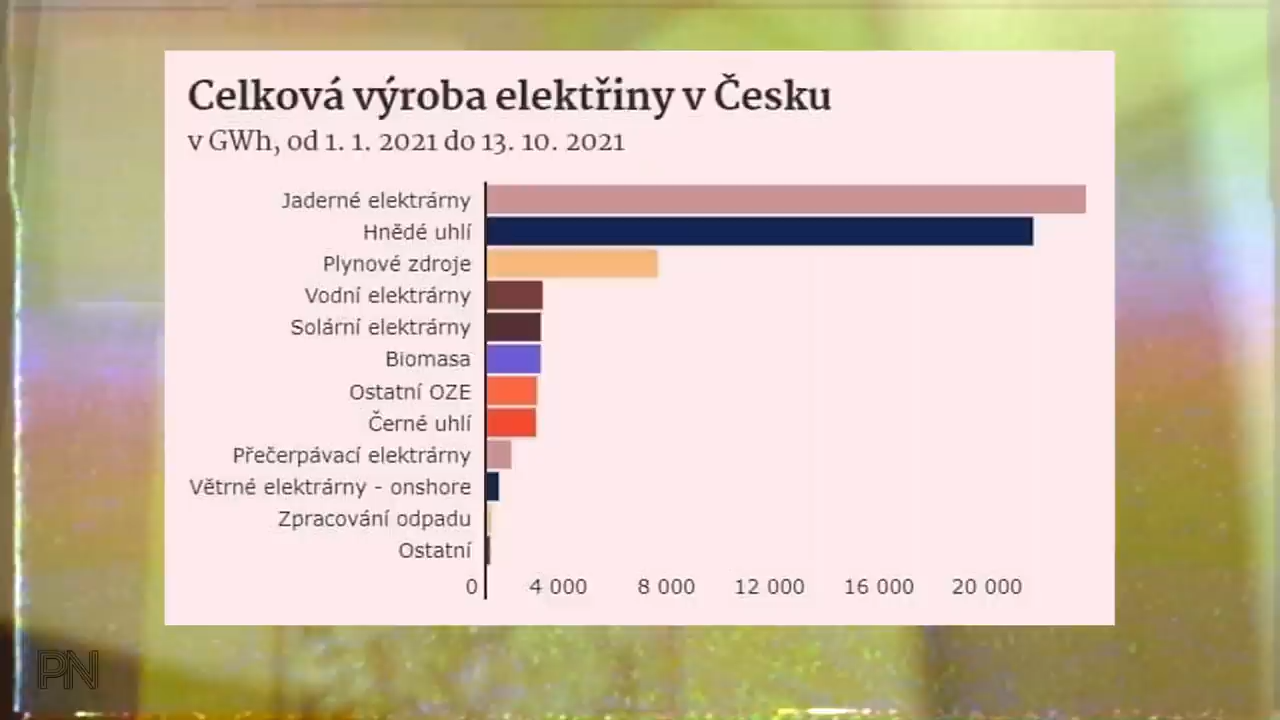 Celková výroba elektřiny v Česku
v GWh, od 1. 1. 2021 do 13. 10. 2021
Jaderné elektrárny
Hnědé uhlí
Plynové zdroje
Vodní elektrárny
Solární elektrárny
Biomasa
Ostatní OZE
Černé uhlí
Přečerpávací elektrárny
Větrné elektrárny - onshore
Zpracování odpadu
Ostatní
0 4 000 8 000 12 000 16 000 20 000
PN